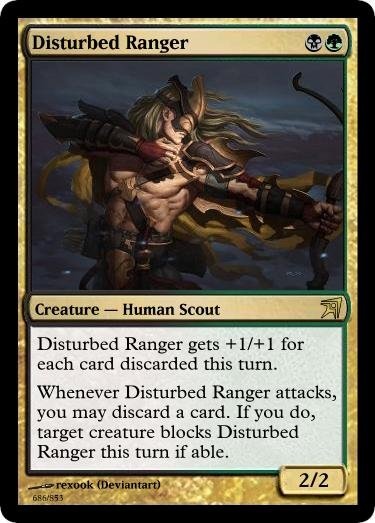 Disturbed Ranger
Creature — Human Scout
Disturbed Ranger gets +1/+1 for
each card discarded this turn.
Whenever Disturbed Ranger attacks,
you may discard a card. If you do,
target creature blocks Disturbed
Ranger this turn if able.
2/2
rexook (Deviantart)
686/853